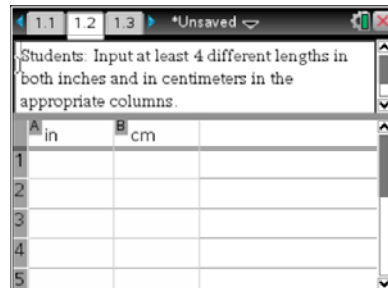 1.1 1.2 1.3 *Unsaved
Students: Input at least 4 different lengths in
both inches and in centimeters in the
appropriate columns.
A in B cm
1
2
3
4
5